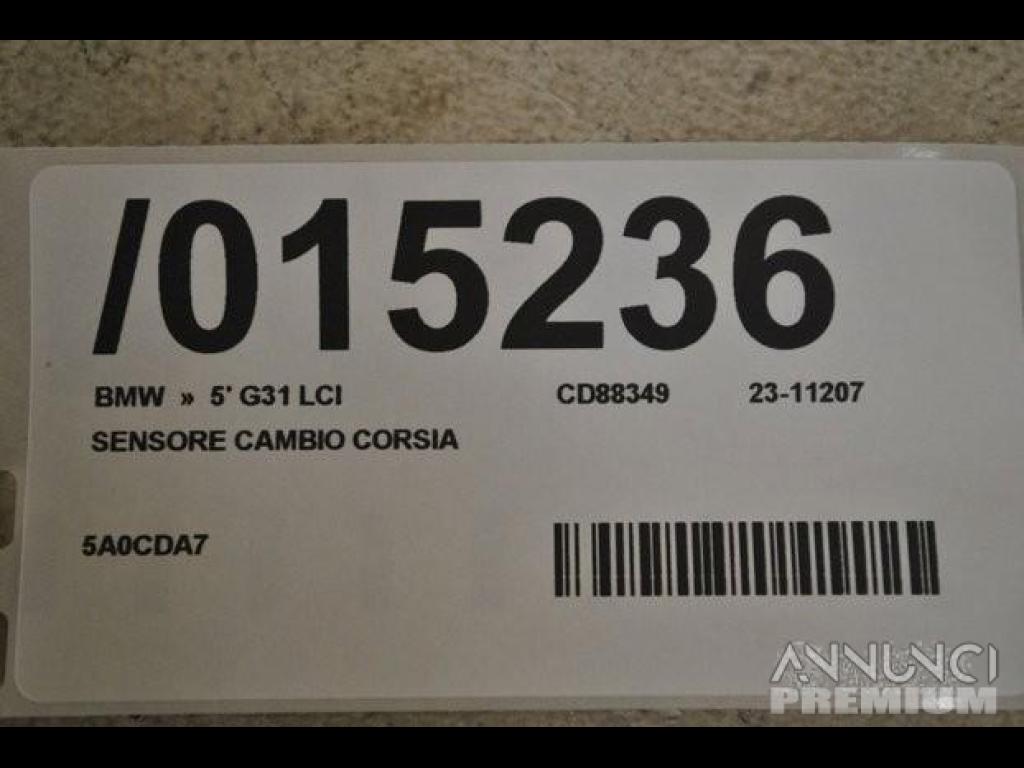 /015236
BMW » 5' G31 LCI CD88349 23-11207
SENSORE CAMBIO CORSIA
5A0CDA7
ANNUNCI
PREMIUM